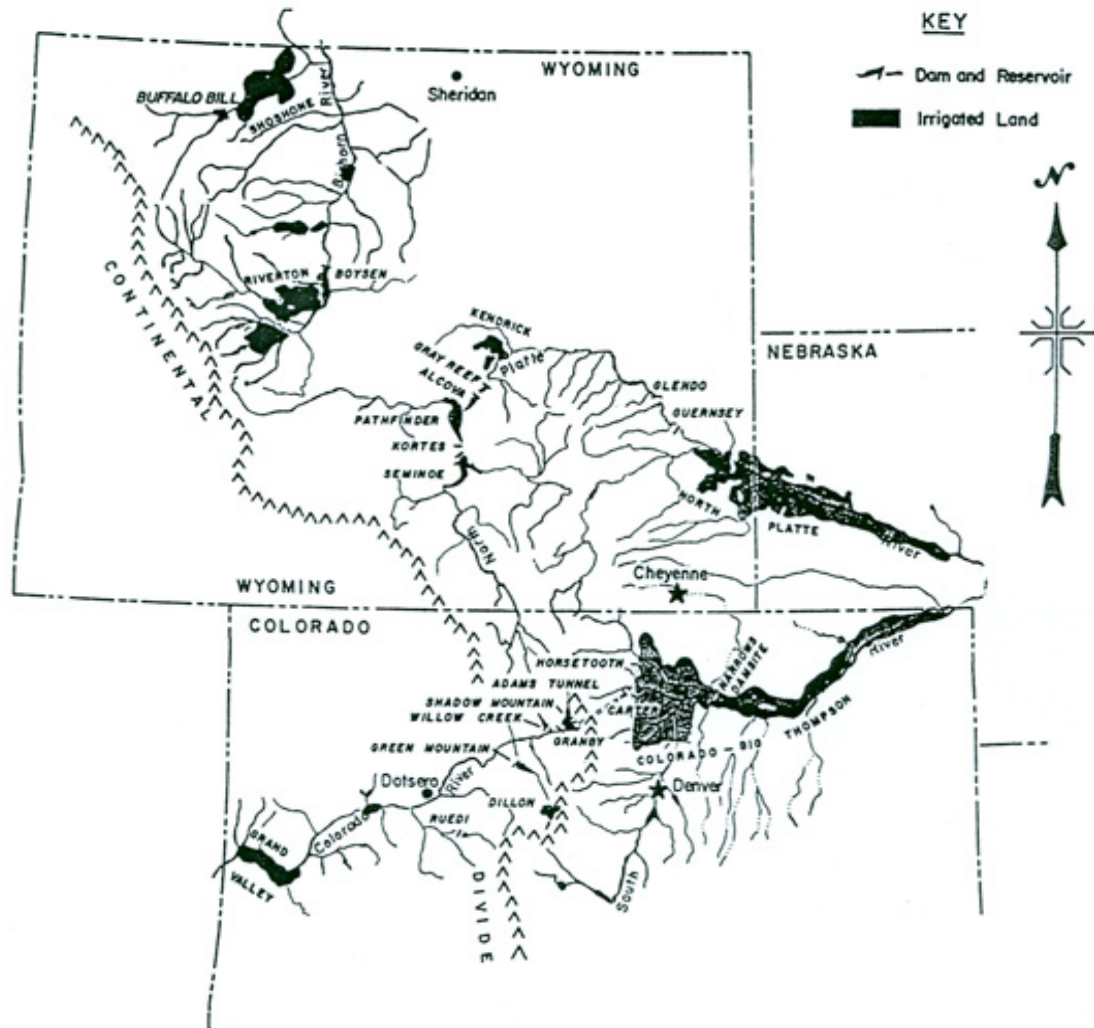 KEY
Dam and Reservoir
Irrigated Land
N
WYOMING
Sheridan
BUFFALO BILL
SHOSHONE
River
Bighorn
RIVERTON
BOYSEN
CONTINENTAL
KENDRICK
GRAY REEF
Platte
ALCOVA
NEBRASKA
GLENDO
GUERNSEY
PATHFINDER
KORTES
SEMINOE
NORTH
PLATTE
River
North
Cheyenne
WYOMING
COLORADO
HORSETOOTH
NARROWS
DAMSITE
River
ADAMS TUNNEL
SHADOW MOUNTAIN
CARTER
WILLOW CREEK
THOMPSON
GRANBY
COLORADO - BIG
GREEN MOUNTAIN
Dotsero
River
Denver
DILLON
RUEDI
Colorado
GRAND
VALLEY
South
DIVIDE